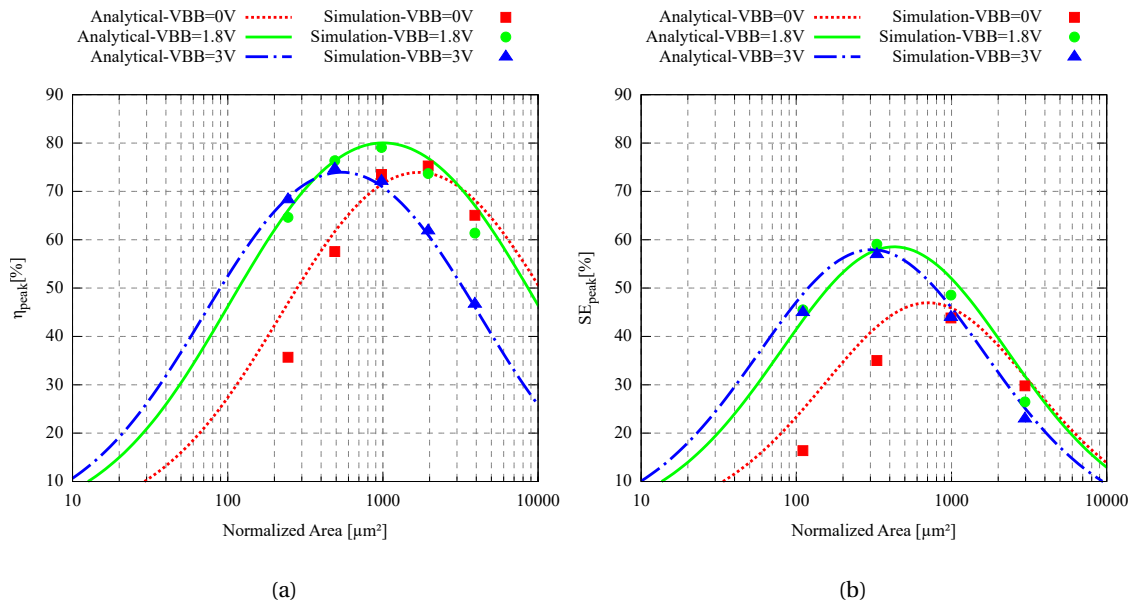 Analytical-VBB=0V Simulation-VBB=0V
Analytical-VBB=1.8V Simulation-VBB=1.8V
Analytical-VBB=3V Simulation-VBB=3V
90
80
70
60
50
40
30
20
10
ηpeak[%]
10 100 1000 10000
Normalized Area [µm²]
(a)
Analytical-VBB=0V Simulation-VBB=0V
Analytical-VBB=1.8V Simulation-VBB=1.8V
Analytical-VBB=3V Simulation-VBB=3V
90
80
70
60
50
40
30
20
10
SEpeak[%]
10 100 1000 10000
Normalized Area [µm²]
(b)